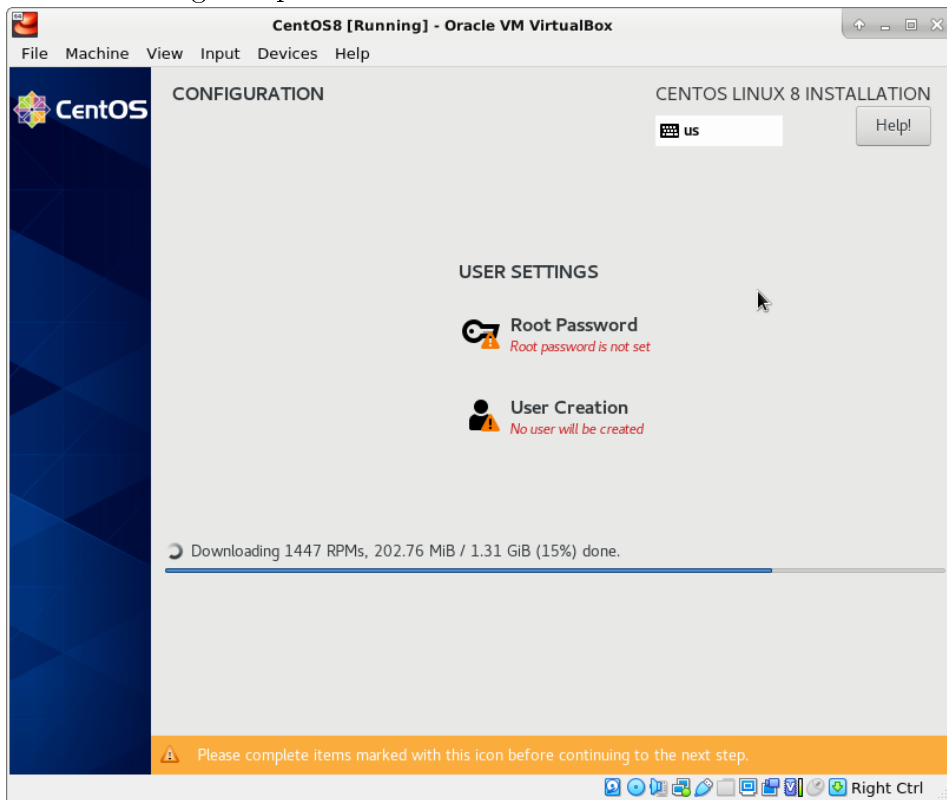 CentOS8 [Running] - Oracle VM VirtualBox
File Machine View Input Devices Help
CentOS
CONFIGURATION
CENTOS LINUX 8 INSTALLATION
us
Help!
USER SETTINGS
Root Password
Root password is not set
User Creation
No user will be created
Downloading 1447 RPMs, 202.76 MiB / 1.31 GiB (15%) done.
Please complete items marked with this icon before continuing to the next step.
Right Ctrl